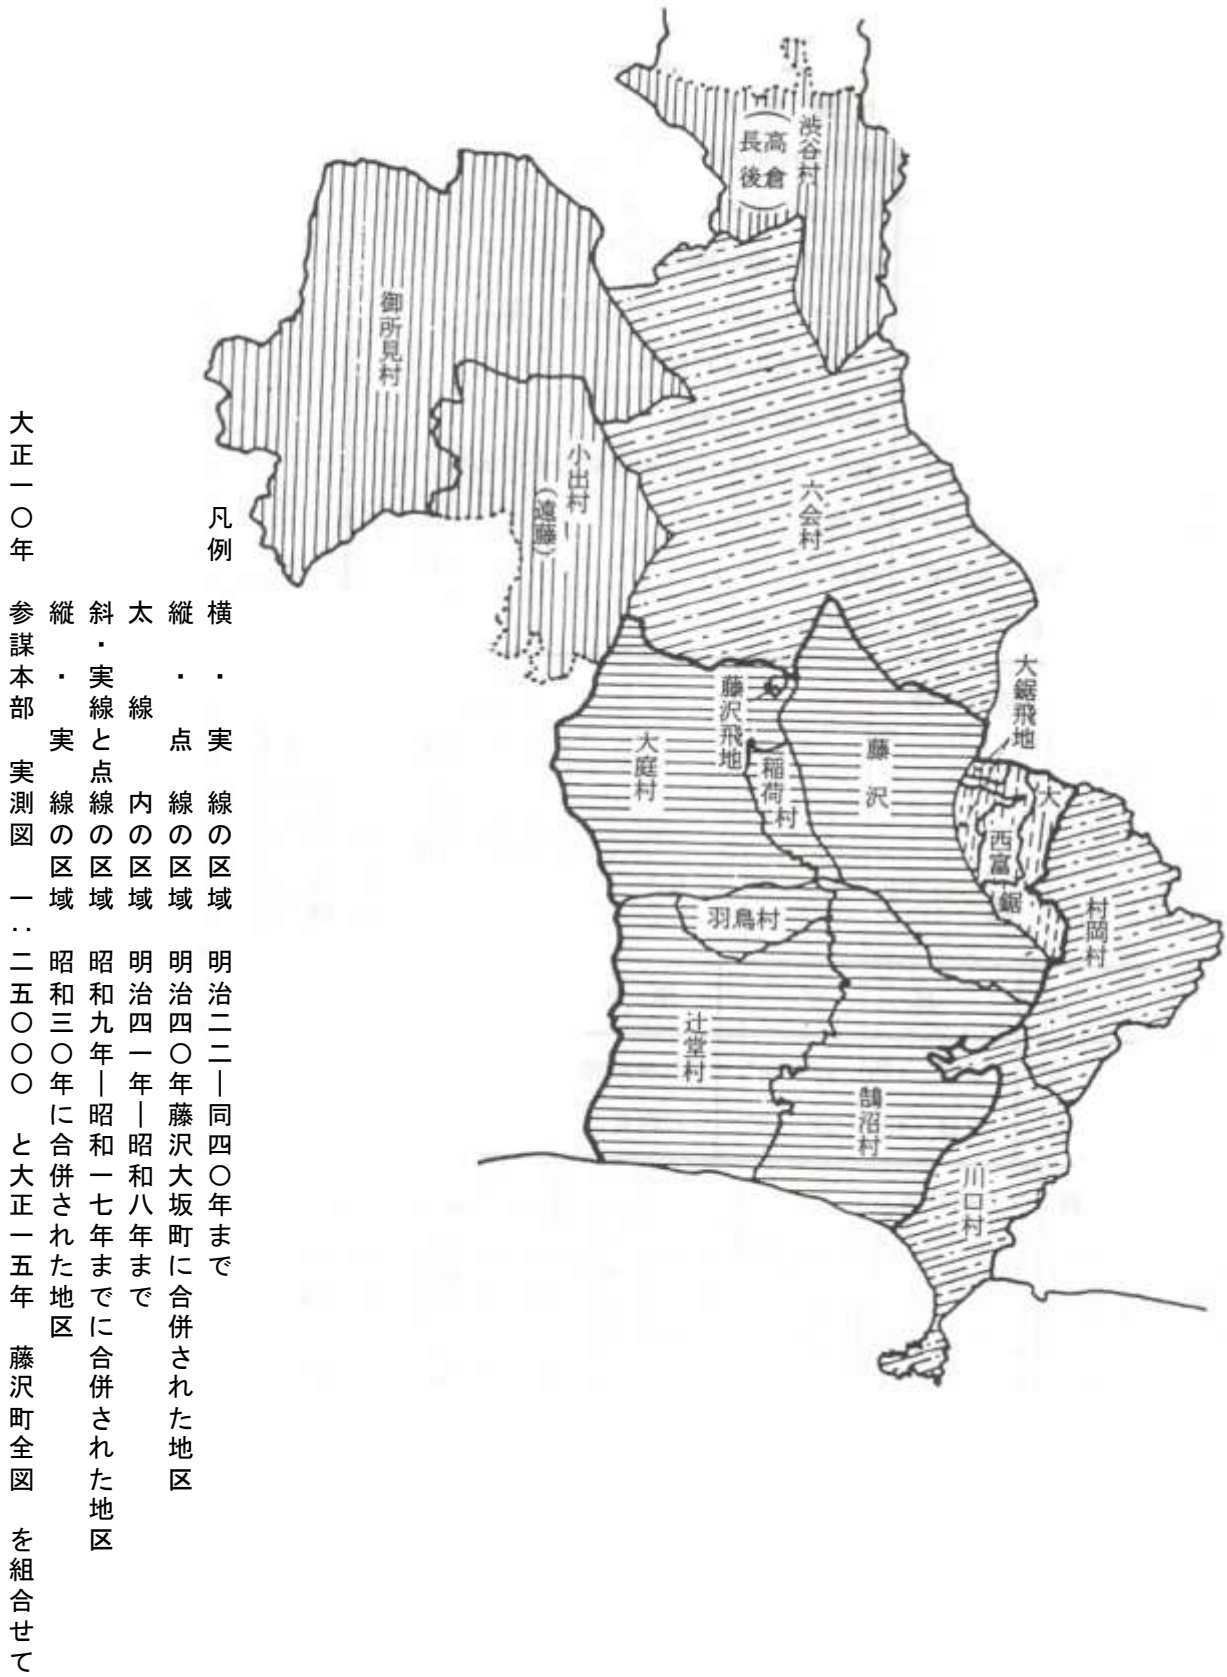 渋谷村
（高倉
長後）
御所見村
小出村
（遠藤）
六会村
大鋸飛地
藤沢飛地
大庭村
稲荷村
藤沢
大鋸
西富
村岡村
羽鳥村
辻堂村
鵠沼村
川口村
凡例　横・実線の区域　明治二二―同四〇年まで
縦・点線の区域　明治四〇年藤沢大坂町に合併された地区
太線内の区域　明治四一年―昭和八年まで
斜・実線と点線の区域　昭和九年―昭和一七年までに合併された地区
縦・実線の区域　昭和三〇年に合併された地区
大正一〇年　参謀本部　実測図　一：二五〇〇〇　と大正一五年　藤沢町全図　を組合せて